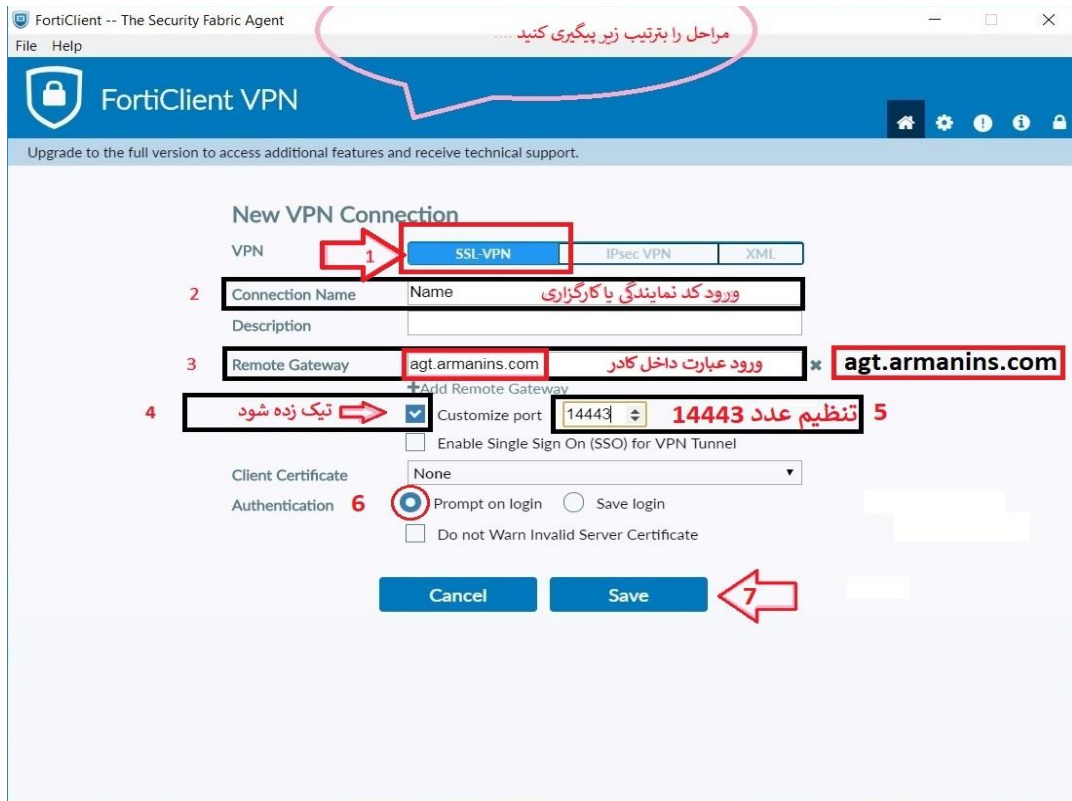 FortiClient -- The Security Fabric Agent
مراحل را بترتیب زیر پیگیری کنید ....
File Help
FortiClient VPN
Upgrade to the full version to access additional features and receive technical support.
New VPN Connection
VPN 1 SSL-VPN IPsec VPN XML
2 Connection Name Name ورود کد نمایندگی یا کارگزاری
Description
3 Remote Gateway agt.armanins.com ورود عبارت داخل کادر agt.armanins.com
+Add Remote Gateway
4 تیک زده شود Customize port 14443 تنظیم عدد 14443 5
Enable Single Sign On (SSO) for VPN Tunnel
Client Certificate None
Authentication 6 Prompt on login Save login
Do not Warn Invalid Server Certificate
Cancel Save 7